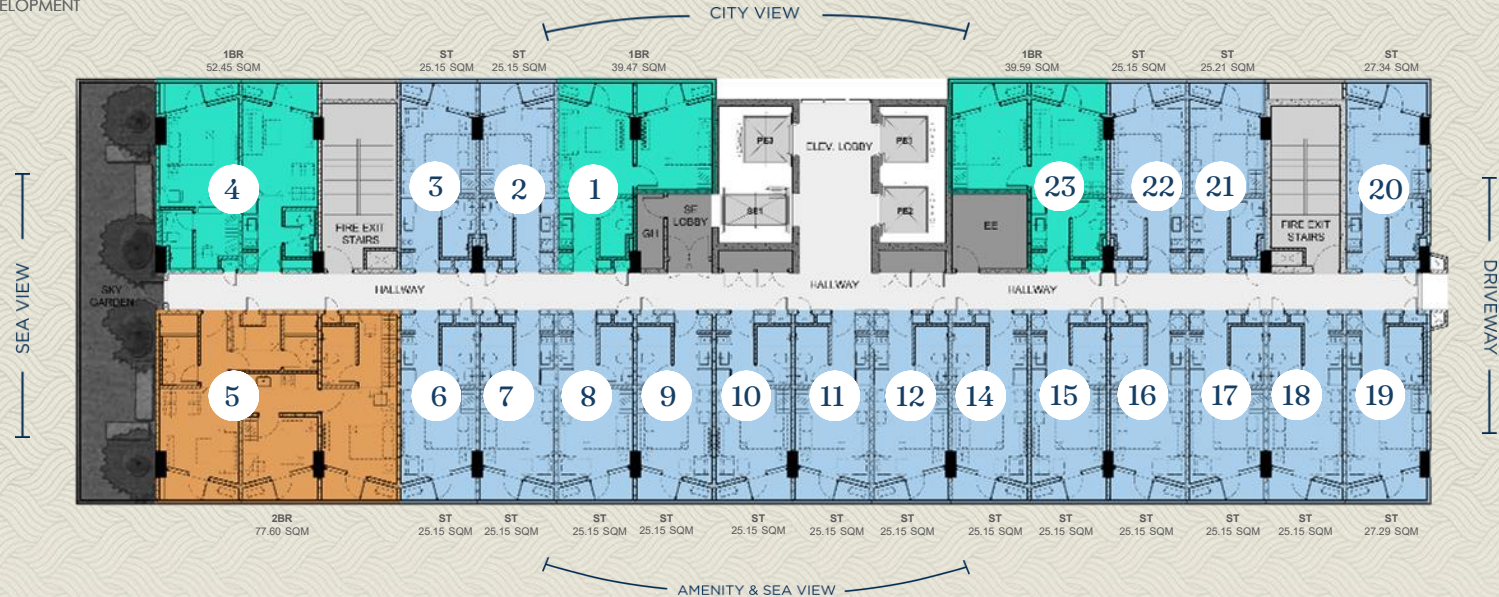 ELOPMENT
CITY VIEW
1BR
52.45 SQM
ST
25.15 SQM
ST
25.15 SQM
1BR
39.47 SQM
1BR
39.59 SQM
ST
25.15 SQM
ST
25.21 SQM
ST
27.34 SQM
4
3
2
1
23
22
21
20
FIRE EXIT
STAIRS
GH
SE
LOBBY
SE1
PE3
ELEV. LOBBY
PE2
EE
FIRE EXIT
STAIRS
SEA VIEW
SKY
GARDEN
HALLWAY
HALLWAY
HALLWAY
DRIVEWAY
5
6
7
8
9
10
11
12
14
15
16
17
18
19
2BR
77.60 SQM
ST
25.15 SQM
ST
25.15 SQM
ST
25.15 SQM
ST
25.15 SQM
ST
25.15 SQM
ST
25.15 SQM
ST
25.15 SQM
ST
25.15 SQM
ST
25.15 SQM
ST
25.15 SQM
ST
25.15 SQM
ST
25.15 SQM
ST
27.29 SQM
AMENITY & SEA VIEW